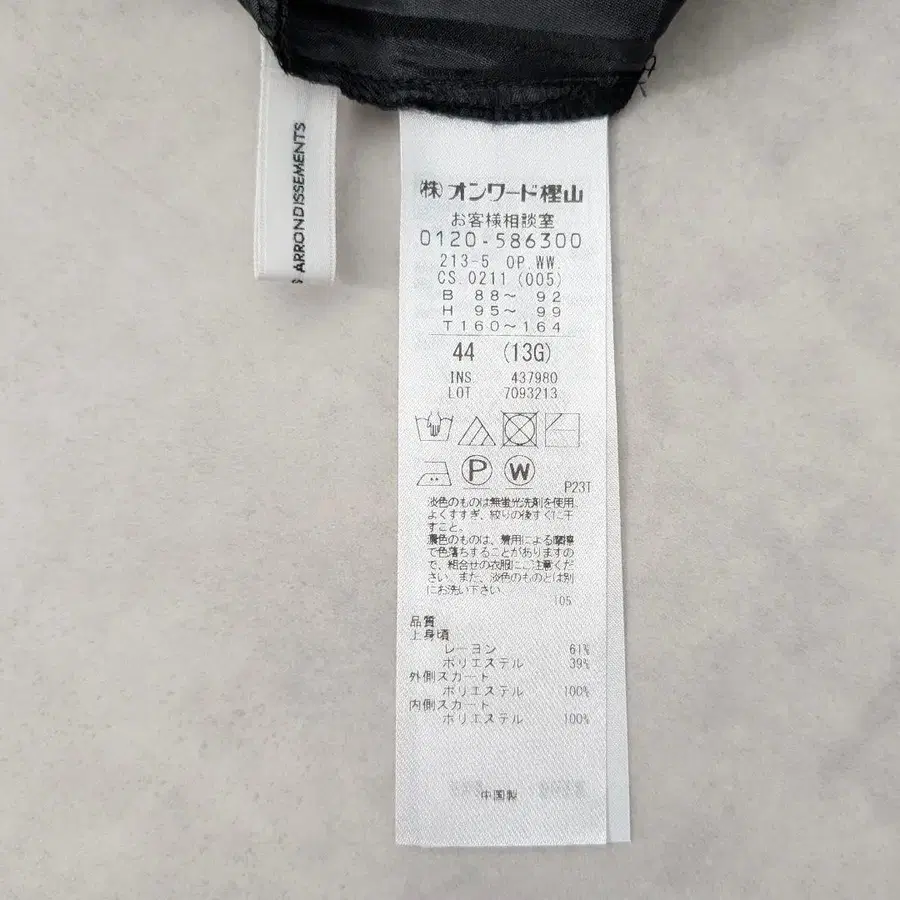 ARRONDISSEMENTS
(株)オンワード樫山
お客様相談室
0120-586300
213-5 OP.WW.
CS.0211 (005)
B 88～ 92
H 95～ 99
T160～164
44 (13G)
INS 437980
LOT 7093213
P W
P23T
淡色のものは無蛍光洗剤を使用。
よくすすぎ、絞りの後すぐに干
すこと。
濃色のものは、着用による摩擦
で色落ちすることがありますの
で、組合せの衣服にご注意くだ
さい。また、淡色のものとは別
にお洗い下さい。
105
品質
上身頃
レーヨン 61%
ポリエステル 39%
外側スカート
ポリエステル 100%
内側スカート
ポリエステル 100%
中国製